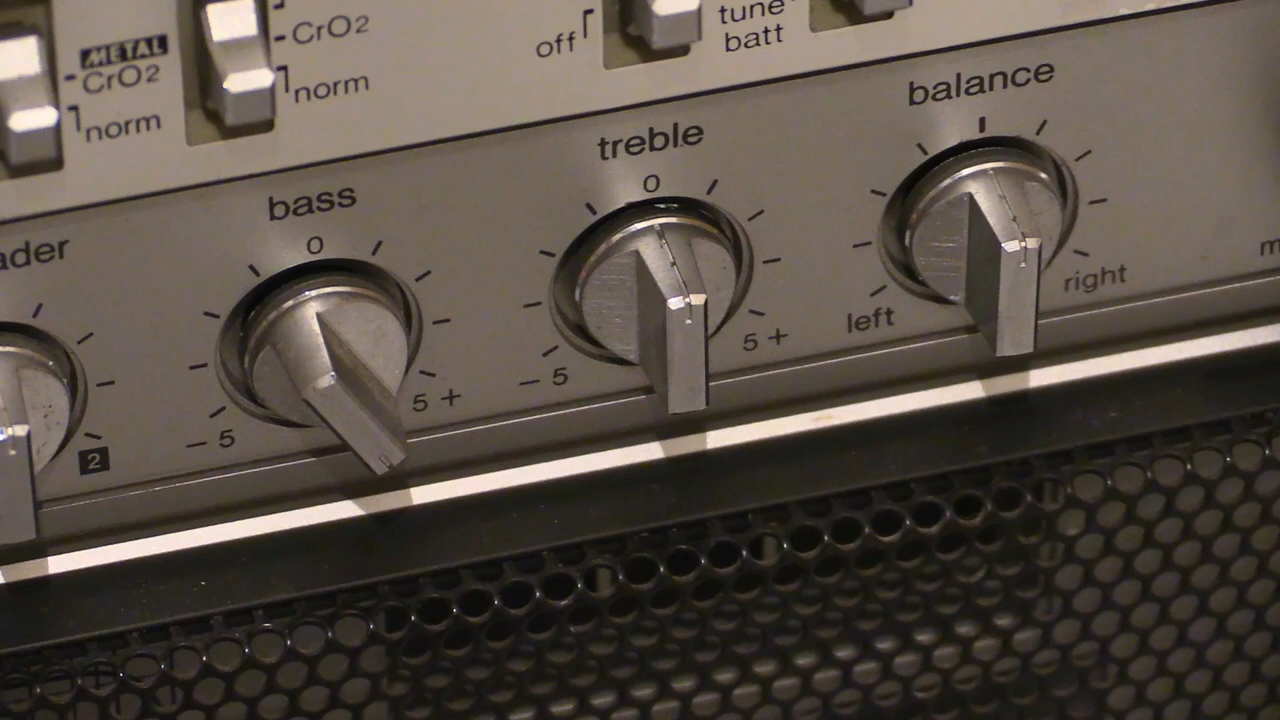 METAL
CrO2
norm
CrO2
norm
off
tune
batt
bass
0
- 5
5 +
treble
0
- 5
5 +
balance
left
right
2